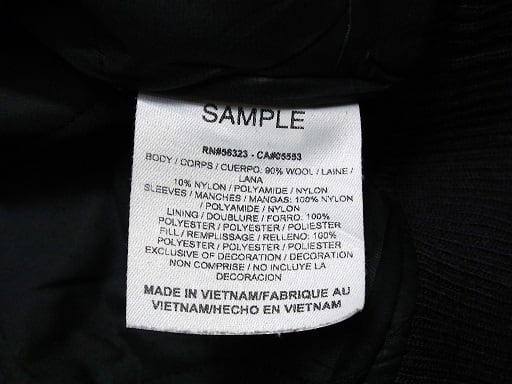 SAMPLE
RN#56323 - CA#05553
BODY / CORPS / CUERPO: 90% WOOL / LAINE /
LANA
10% NYLON / POLYAMIDE / NYLON
SLEEVES / MANCHES / MANGAS: 100% NYLON
/ POLYAMIDE / NYLON
LINING / DOUBLURE / FORRO: 100%
POLYESTER / POLYESTER / POLIESTER
FILL / REMPLISSAGE / RELLENO: 100%
POLYESTER / POLYESTER / POLIESTER
EXCLUSIVE OF DECORATION / DECORATION
NON COMPRISE / NO INCLUYE LA
DECORACION
MADE IN VIETNAM/FABRIQUE AU
VIETNAM/HECHO EN VIETNAM